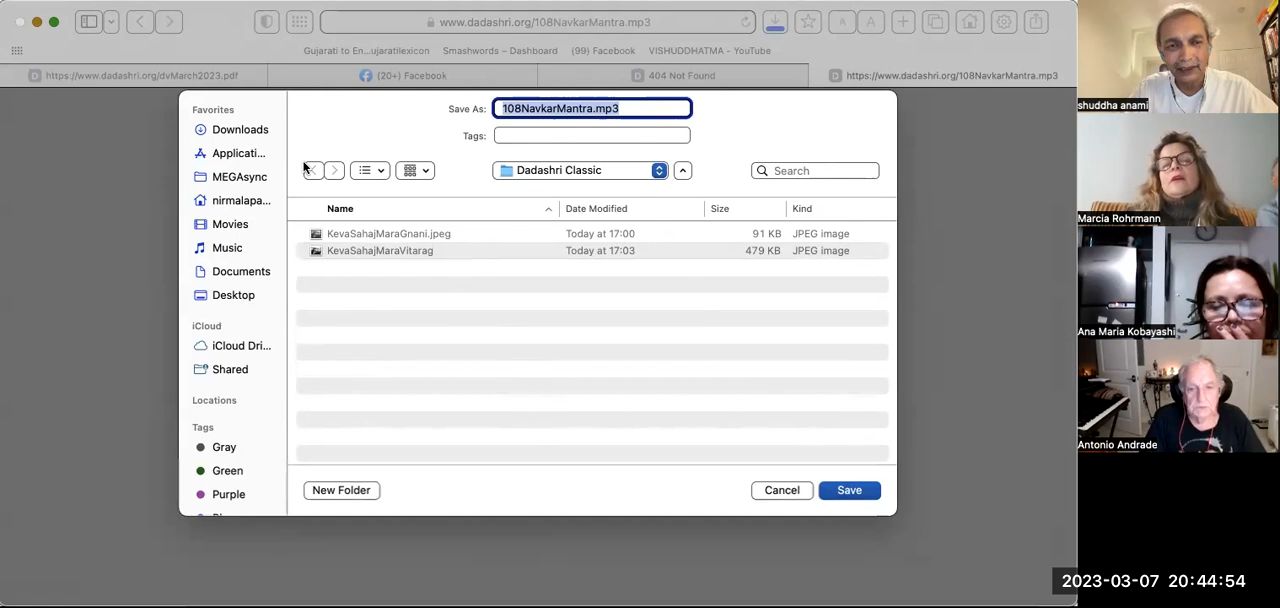 www.dadashri.org/108NavkarMantra.mp3
A A
Gujarati to En...ujaratilexicon Smashwords – Dashboard (99) Facebook VISHUDDHATMA - YouTube
D https://www.dadashri.org/dvMarch2023.pdf (20+) Facebook D 404 Not Found D https://www.dadashri.org/108NavkarMantra.mp3
Favorites
Downloads
Applicati...
MEGAsync
nirmalapa...
Movies
Music
Documents
Desktop
iCloud
iCloud Dri...
Shared
Locations
Tags
Gray
Green
Purple
Save As: 108NavkarMantra.mp3
Tags:
Dadashri Classic Search
Name Date Modified Size Kind
KevaSahajMaraGnani.jpeg Today at 17:00 91 KB JPEG image
KevaSahajMaraVitarag Today at 17:03 479 KB JPEG image
New Folder Cancel Save
shuddha anami
Marcia Rohrmann
Ana Maria Kobayashi
Antonio Andrade
2023-03-07 20:44:54